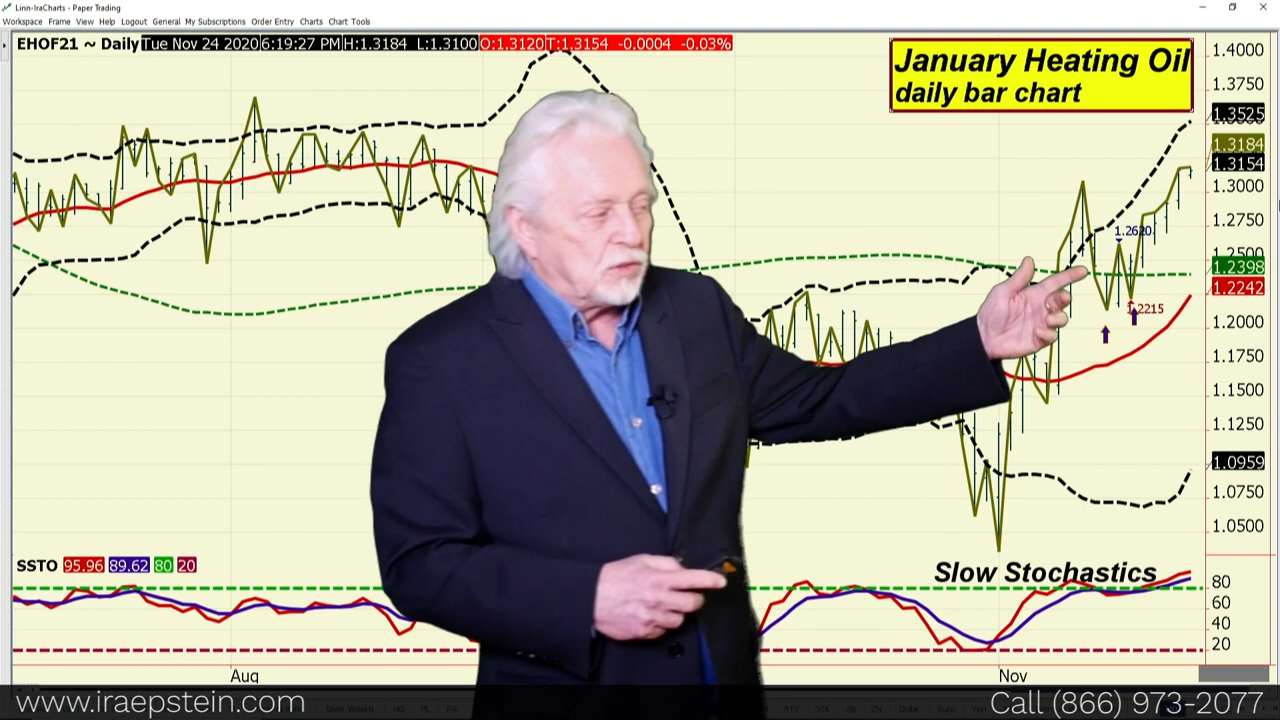 Linn-IraCharts - Paper Trading
Workspace Frame View Help Logout General My Subscriptions Order Entry Charts Chart Tools
EHOF21 ~ Daily Tue Nov 24 2020 6:19:27 PM H:1.3184 L:1.3100 O:1.3120 T:1.3154 -0.0004 -0.03%
January Heating Oil
daily bar chart
1.4000
1.3750
1.3525
1.3184
1.3154
1.3000
1.2750
1.2620
1.2500
1.2398
1.2242
1.2215
1.2000
1.1750
1.1500
1.1250
1.0959
1.0750
1.0500
SSTO 95.96 89.62 80 20
Slow Stochastics
80
60
40
20
Aug
Nov
www.iraepstein.com
Call (866) 973-2077